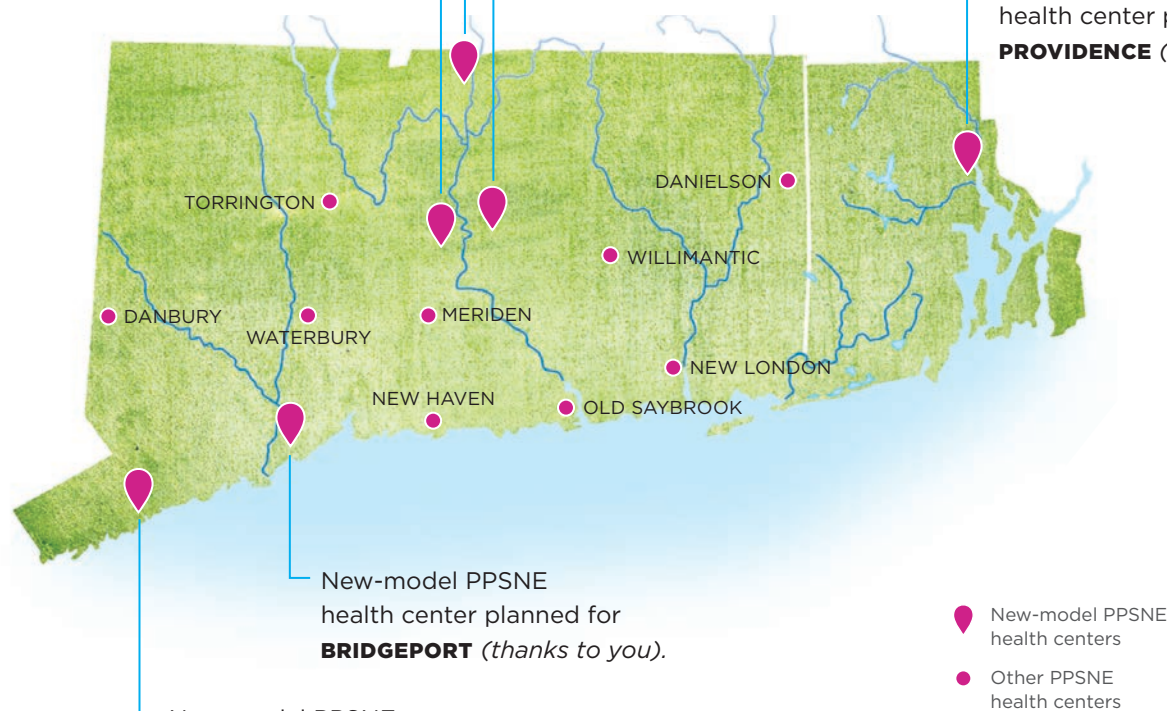 health center p
PROVIDENCE (
TORRINGTON
DANIELSON
WILLIMANTIC
DANBURY
WATERBURY
MERIDEN
NEW LONDON
NEW HAVEN
OLD SAYBROOK
New-model PPSNE
health center planned for
BRIDGEPORT (thanks to you).
New-model PPSNE
health centers
Other PPSNE
health centers